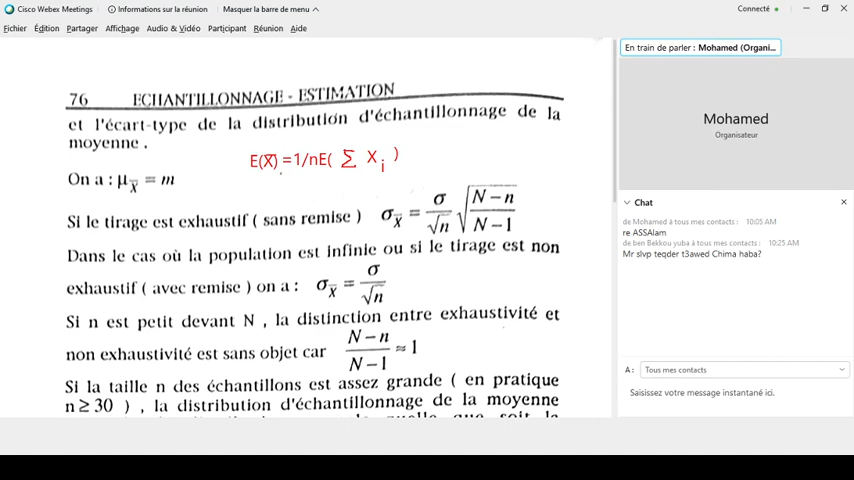 Cisco Webex Meetings
Informations sur la réunion
Masquer la barre de menu
Connecté
Fichier Édition Partager Affichage Audio & Vidéo Participant Réunion Aide
76 ECHANTILLONNAGE - ESTIMATION
et l'écart-type de la distribution d'échantillonnage de la
moyenne .
E(X̅)=1/nE( ∑ X i )
On a : μ_X̅ = m
Si le tirage est exhaustif ( sans remise ) σ_X̅ = σ/√n √(N−n/N−1)
Dans le cas où la population est infinie ou si le tirage est non
exhaustif ( avec remise ) on a : σ_X̅ = σ/√n
Si n est petit devant N , la distinction entre exhaustivité et
non exhaustivité est sans objet car N−n/N−1 ≈ 1
Si la taille n des échantillons est assez grande ( en pratique
n ≥ 30 ) , la distribution d'échantillonnage de la moyenne
En train de parler : Mohamed (Organi...
Mohamed
Organisateur
Chat
de Mohamed à tous mes contacts : 10:05 AM
re ASSAlam
de ben Bekkou yuba à tous mes contacts : 10:25 AM
Mr slvp teqder t3awed Chima haba?
A : Tous mes contacts
Saisissez votre message instantané ici.